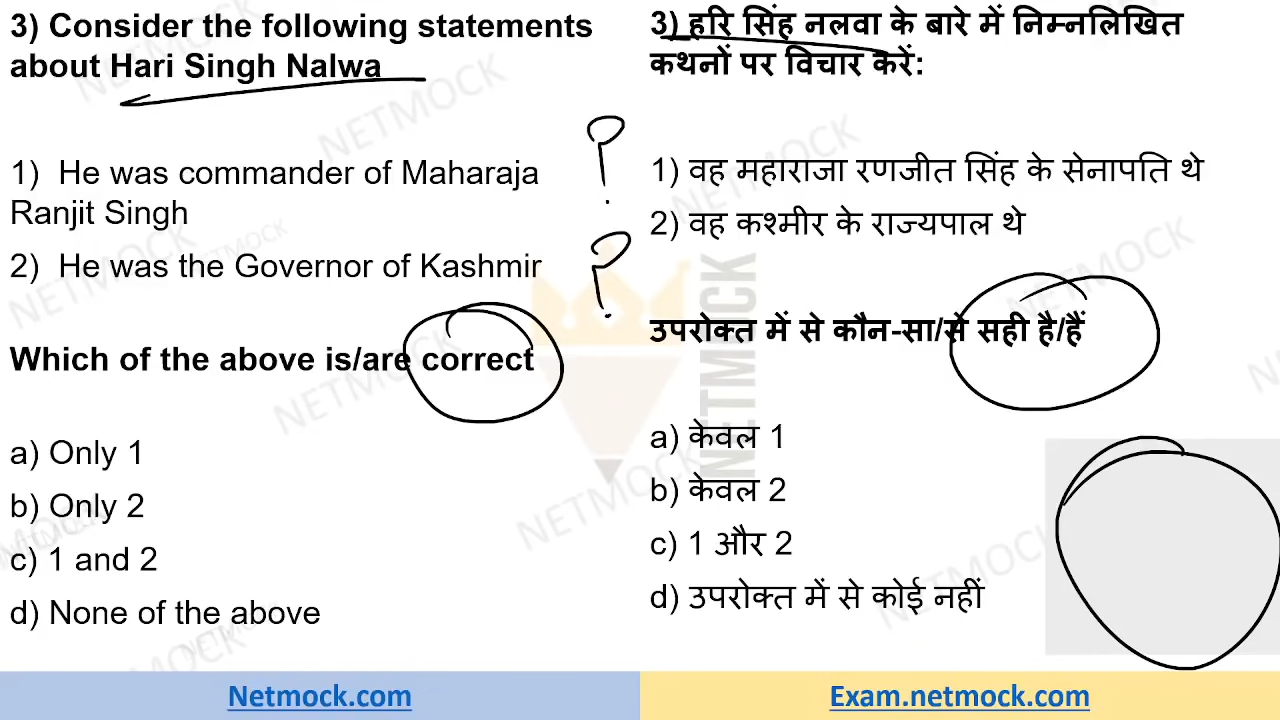 3) Consider the following statements
about Hari Singh Nalwa
1) He was commander of Maharaja
Ranjit Singh
2) He was the Governor of Kashmir
Which of the above is/are correct
a) Only 1
b) Only 2
c) 1 and 2
d) None of the above
3) हरि सिंह नलवा के बारे में निम्नलिखित
कथनों पर विचार करें:
1) वह महाराजा रणजीत सिंह के सेनापति थे
2) वह कश्मीर के राज्यपाल थे
उपरोक्त में से कौन-सा/से सही है/हैं
a) केवल 1
b) केवल 2
c) 1 और 2
d) उपरोक्त में से कोई नहीं
?
?
NETMOCK
Netmock.com
Exam.netmock.com